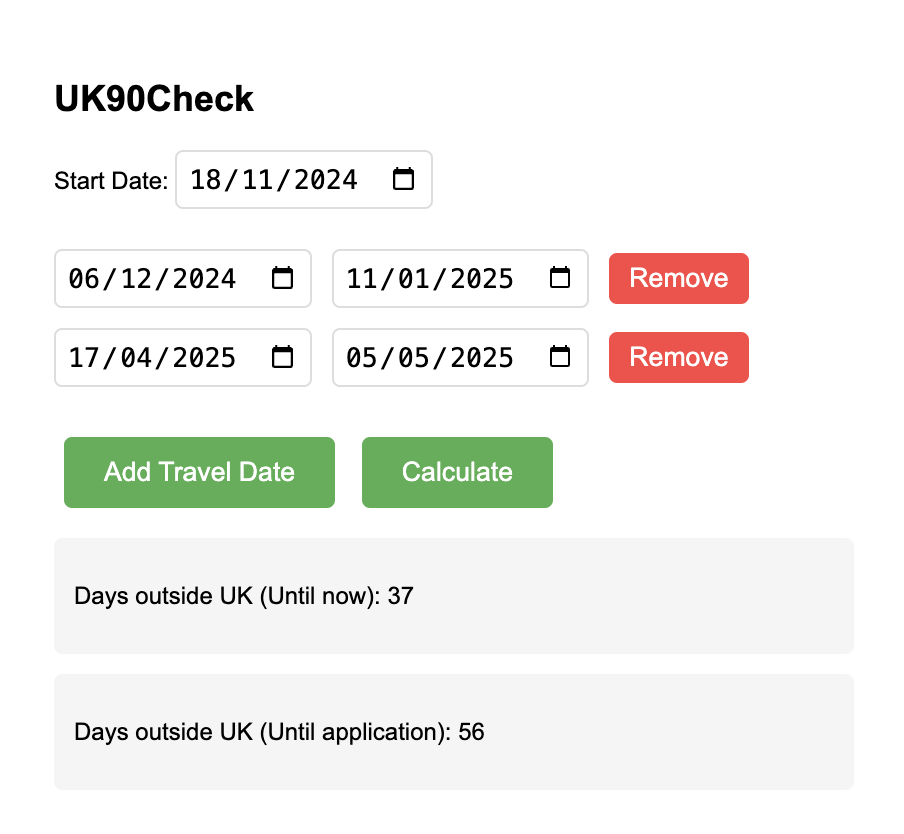 UK90Check
Start Date: 18/11/2024
06/12/2024 11/01/2025 Remove
17/04/2025 05/05/2025 Remove
Add Travel Date Calculate
Days outside UK (Until now): 37
Days outside UK (Until application): 56